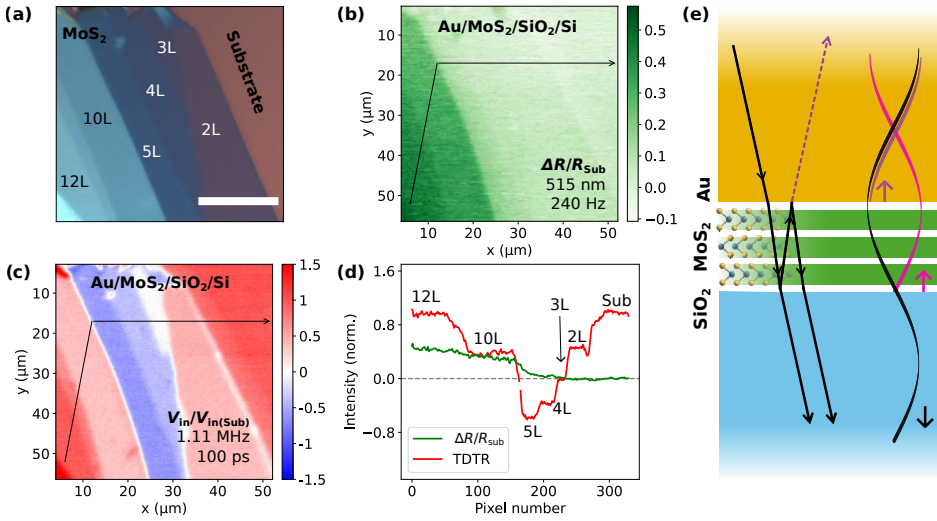 (a)
MoS2
3L
4L
10L
5L
2L
12L
Substrate
(b)
Au/MoS2/SiO2/Si
ΔR/RSub
515 nm
240 Hz
y (μm)
10
20
30
40
50
x (μm)
10
20
30
40
50
0.5
0.4
0.3
0.2
0.1
0.0
−0.1
(c)
Au/MoS2/SiO2/Si
Vin/Vin(Sub)
1.11 MHz
100 ps
y (μm)
10
20
30
40
50
x (μm)
10
20
30
40
50
1.5
1
0.5
0
-0.5
-1
-1.5
(d)
Intensity (norm.)
1.6
0.8
0.0
−0.8
12L
10L
5L
4L
3L
2L
Sub
ΔR/Rsub
TDTR
0
100
200
300
Pixel number
(e)
Au
MoS2
SiO2